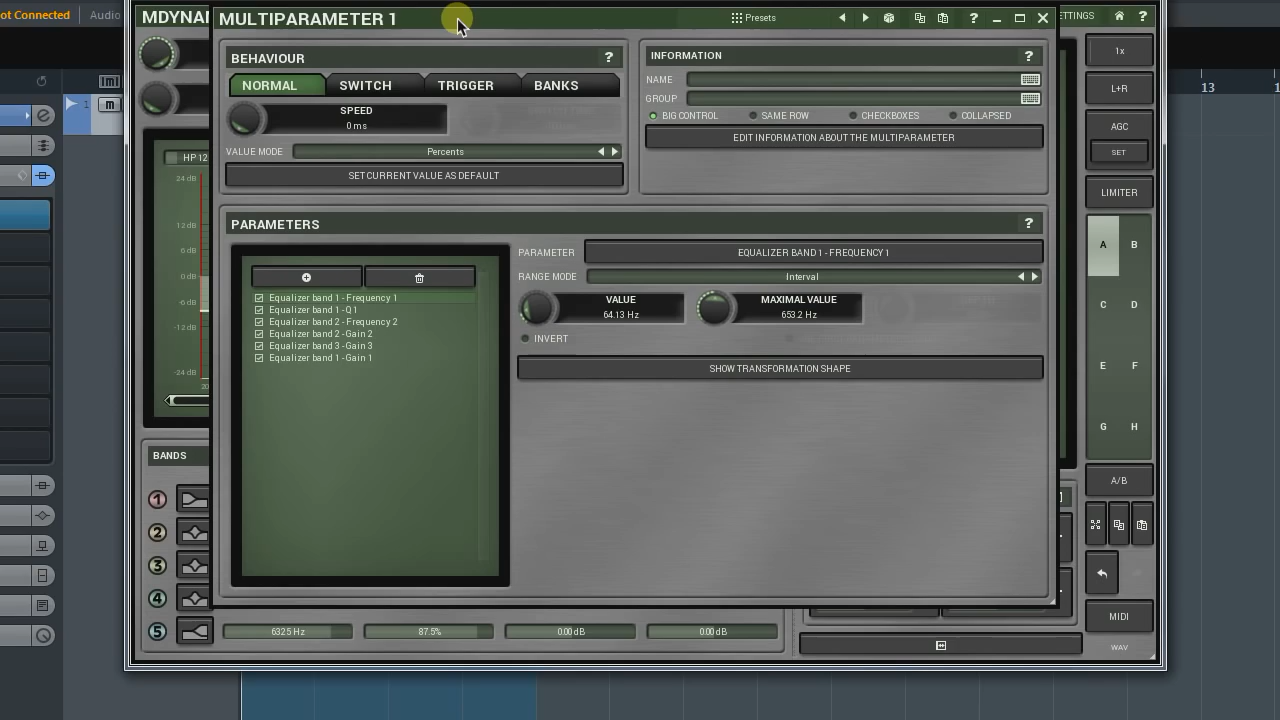 ot Connected
Audio
MDYNA
MULTIPARAMETER 1
Presets
?
ETTINGS
?
BEHAVIOUR
?
NORMAL
SWITCH
TRIGGER
BANKS
SPEED
0 ms
VALUE MODE
Percents
SET CURRENT VALUE AS DEFAULT
INFORMATION
?
NAME
GROUP
BIG CONTROL
SAME ROW
CHECKBOXES
COLLAPSED
EDIT INFORMATION ABOUT THE MULTIPARAMETER
PARAMETERS
?
Equalizer band 1 - Frequency 1
Equalizer band 1 - Q 1
Equalizer band 2 - Frequency 2
Equalizer band 2 - Gain 2
Equalizer band 3 - Gain 3
Equalizer band 1 - Gain 1
PARAMETER
EQUALIZER BAND 1 - FREQUENCY 1
RANGE MODE
Interval
VALUE
64.13 Hz
MAXIMAL VALUE
653.2 Hz
INVERT
SHOW TRANSFORMATION SHAPE
1
m
HP 12
24 dB
12 dB
6 dB
0 dB
-6 dB
-12 dB
-24 dB
20
BANDS
1
2
3
4
5
6325 Hz
87.5%
0.00 dB
0.00 dB
1x
L+R
AGC
SET
LIMITER
A
B
C
D
E
F
G
H
A/B
MIDI
WAV
13